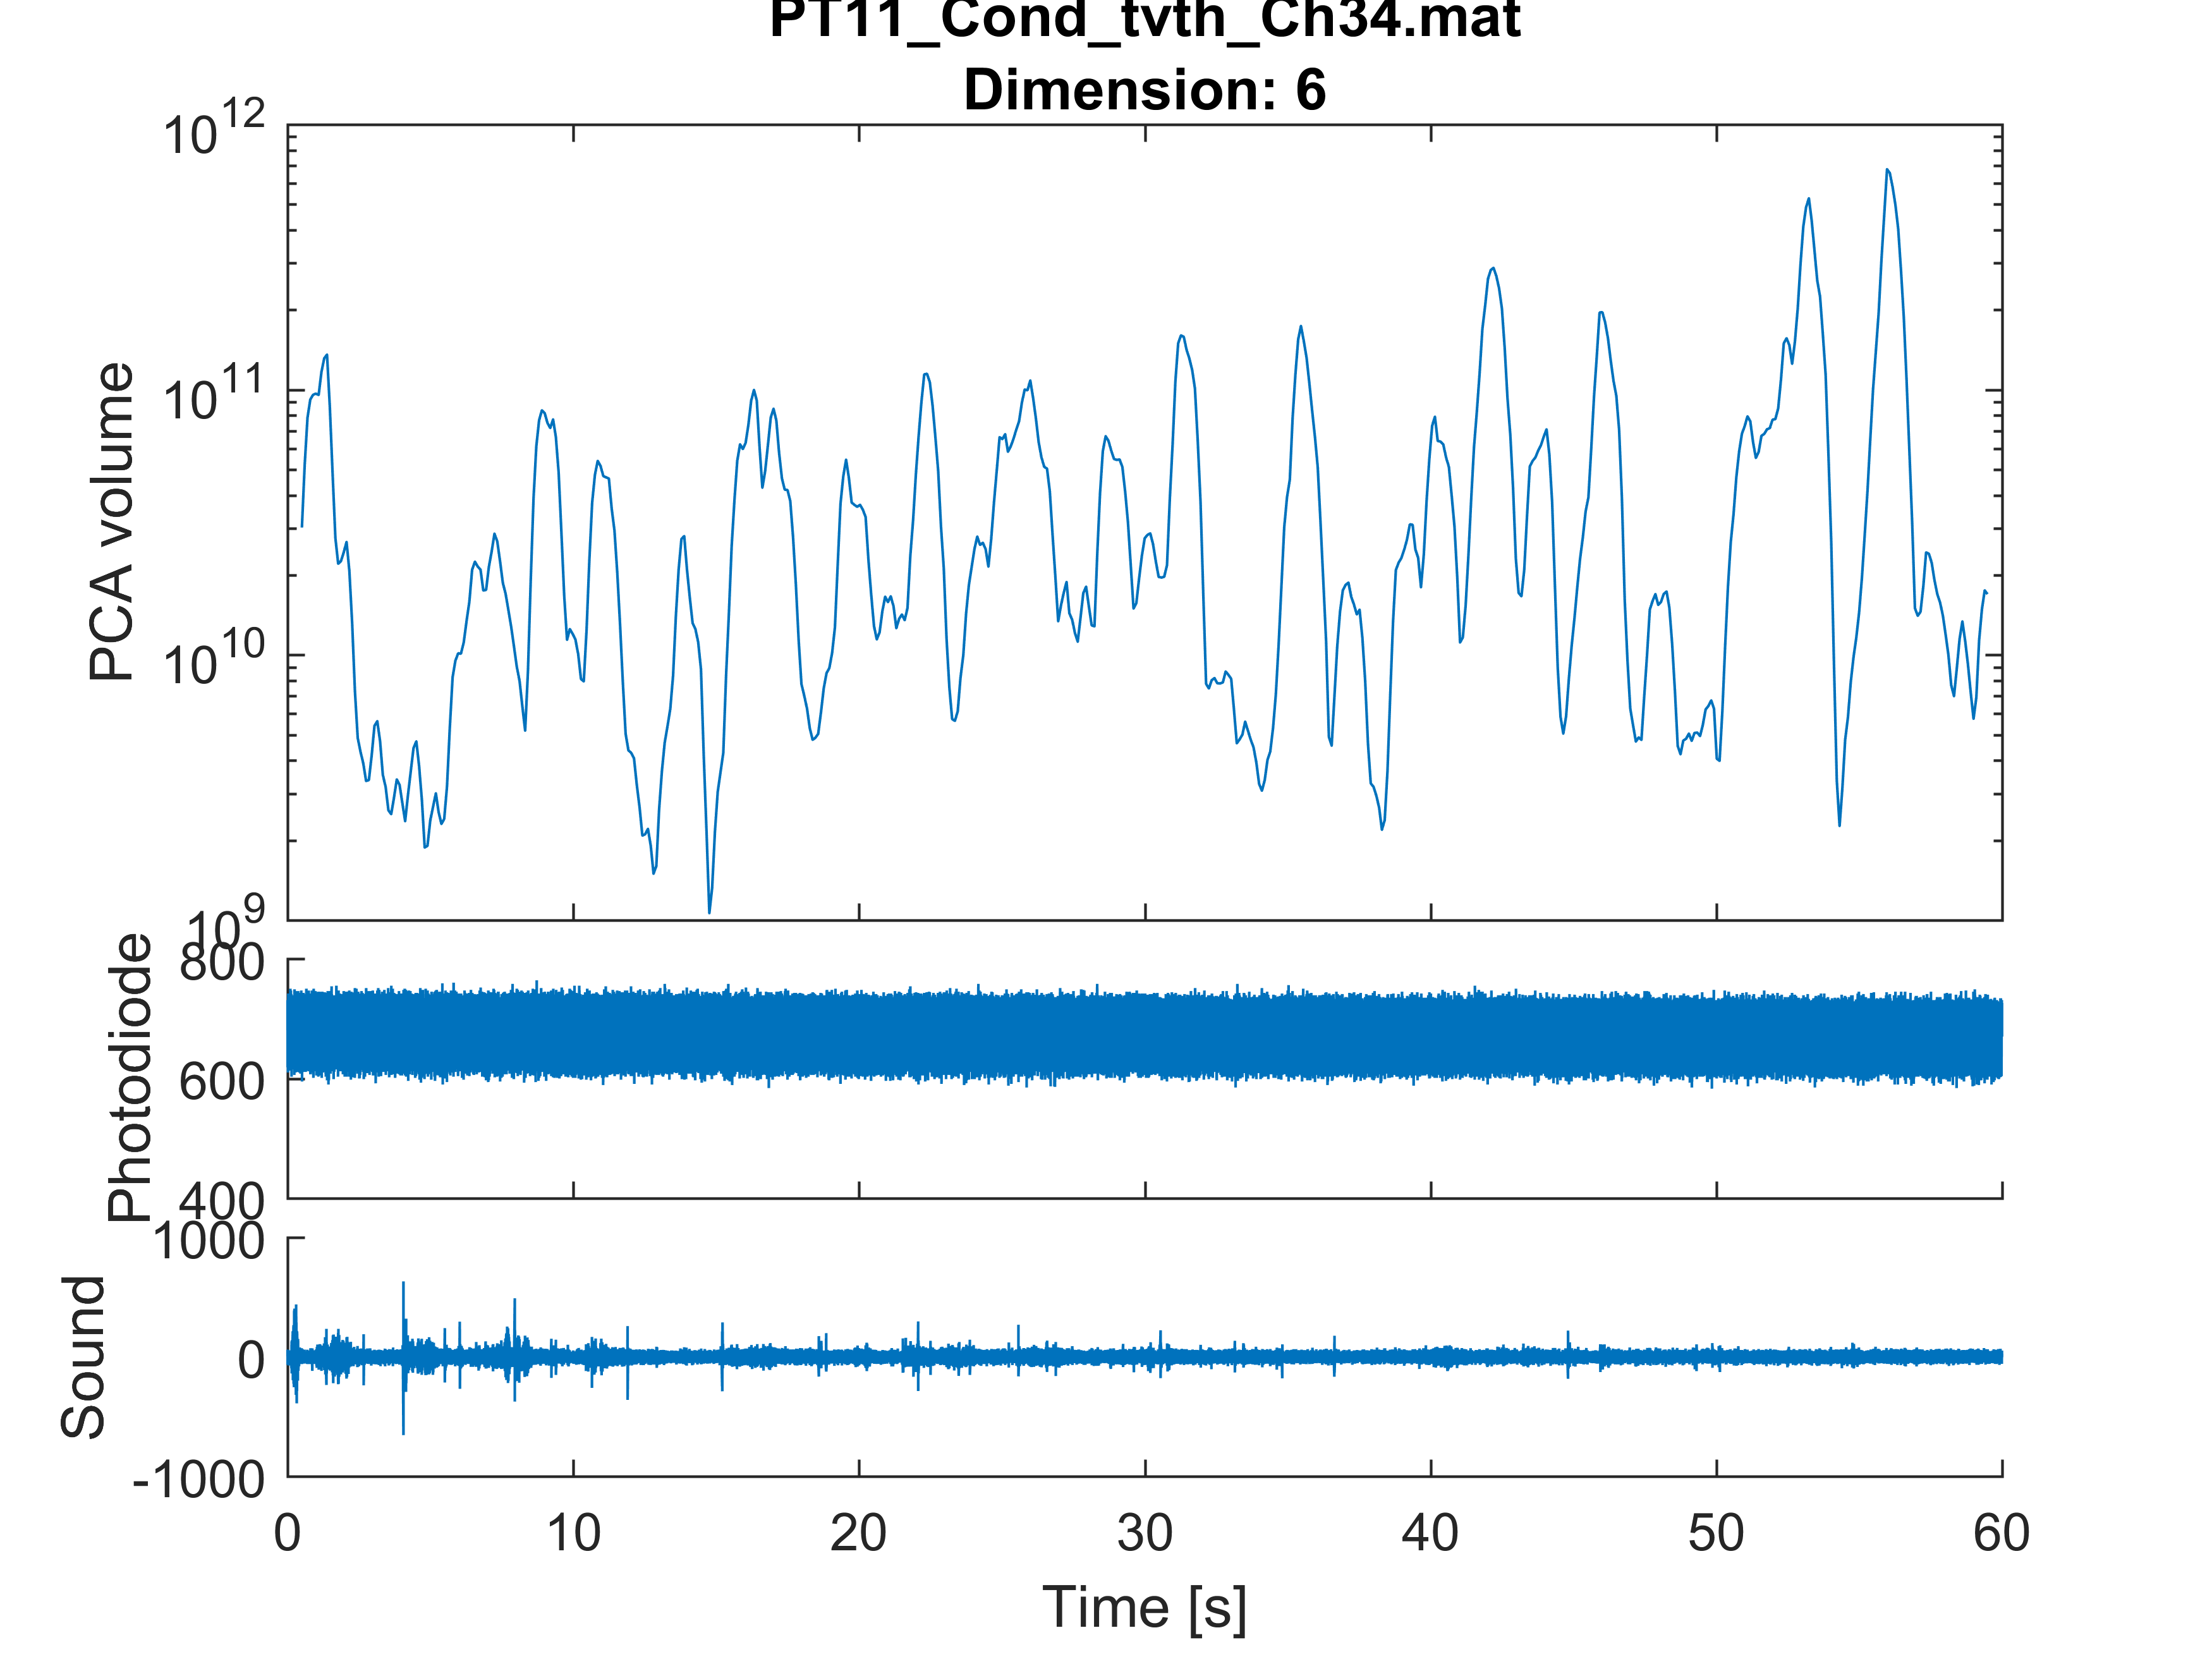 PT11_Cond_tvth_Ch34.mat
Dimension: 6
10^12
10^11
10^10
10^9
PCA volume
800
600
400
Photodiode
1000
0
-1000
Sound
0 10 20 30 40 50 60
Time [s]